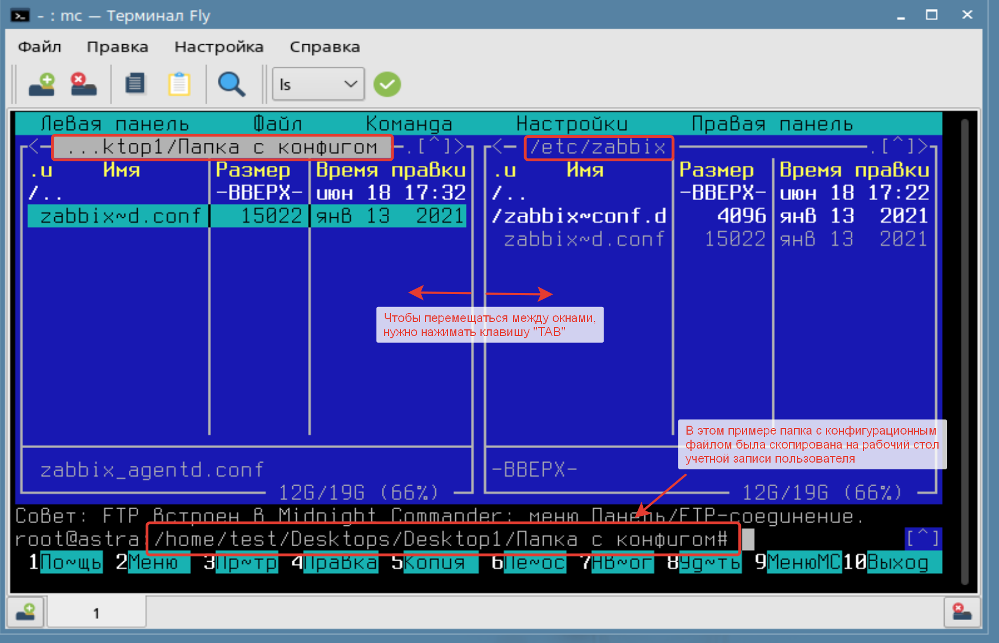 - : mc — Терминал Fly
Файл Правка Настройка Справка
ls
Левая панель Файл Команда Настройки Правая панель
<— ...ktop1/Папка с конфигом —.[^]> <— /etc/zabbix —.[^]>
.и Имя Размер Время правки .и Имя Размер Время правки
/.. -ВВЕРХ- июн 18 17:32 /.. -ВВЕРХ- июн 18 17:22
zabbix~d.conf 15022 янв 13 2021 /zabbix~conf.d 4096 янв 13 2021
zabbix~d.conf 15022 янв 13 2021
Чтобы перемещаться между окнами,
нужно нажимать клавишу "TAB"
В этом примере папка с конфигурационным
файлом была скопирована на рабочий стол
учетной записи пользователя
zabbix_agentd.conf -ВВЕРХ-
12G/19G (66%) 12G/19G (66%)
Совет: FTP встроен в Midnight Commander: меню Панель/FTP-соединение.
root@astra:/home/test/Desktops/Desktop1/Папка с конфигом# [^]
1По~щь 2Меню 3Пр~тр 4Правка 5Копия 6Пе~ос 7НВ~ог 8Уд~ть 9МенюМС10Выход
1